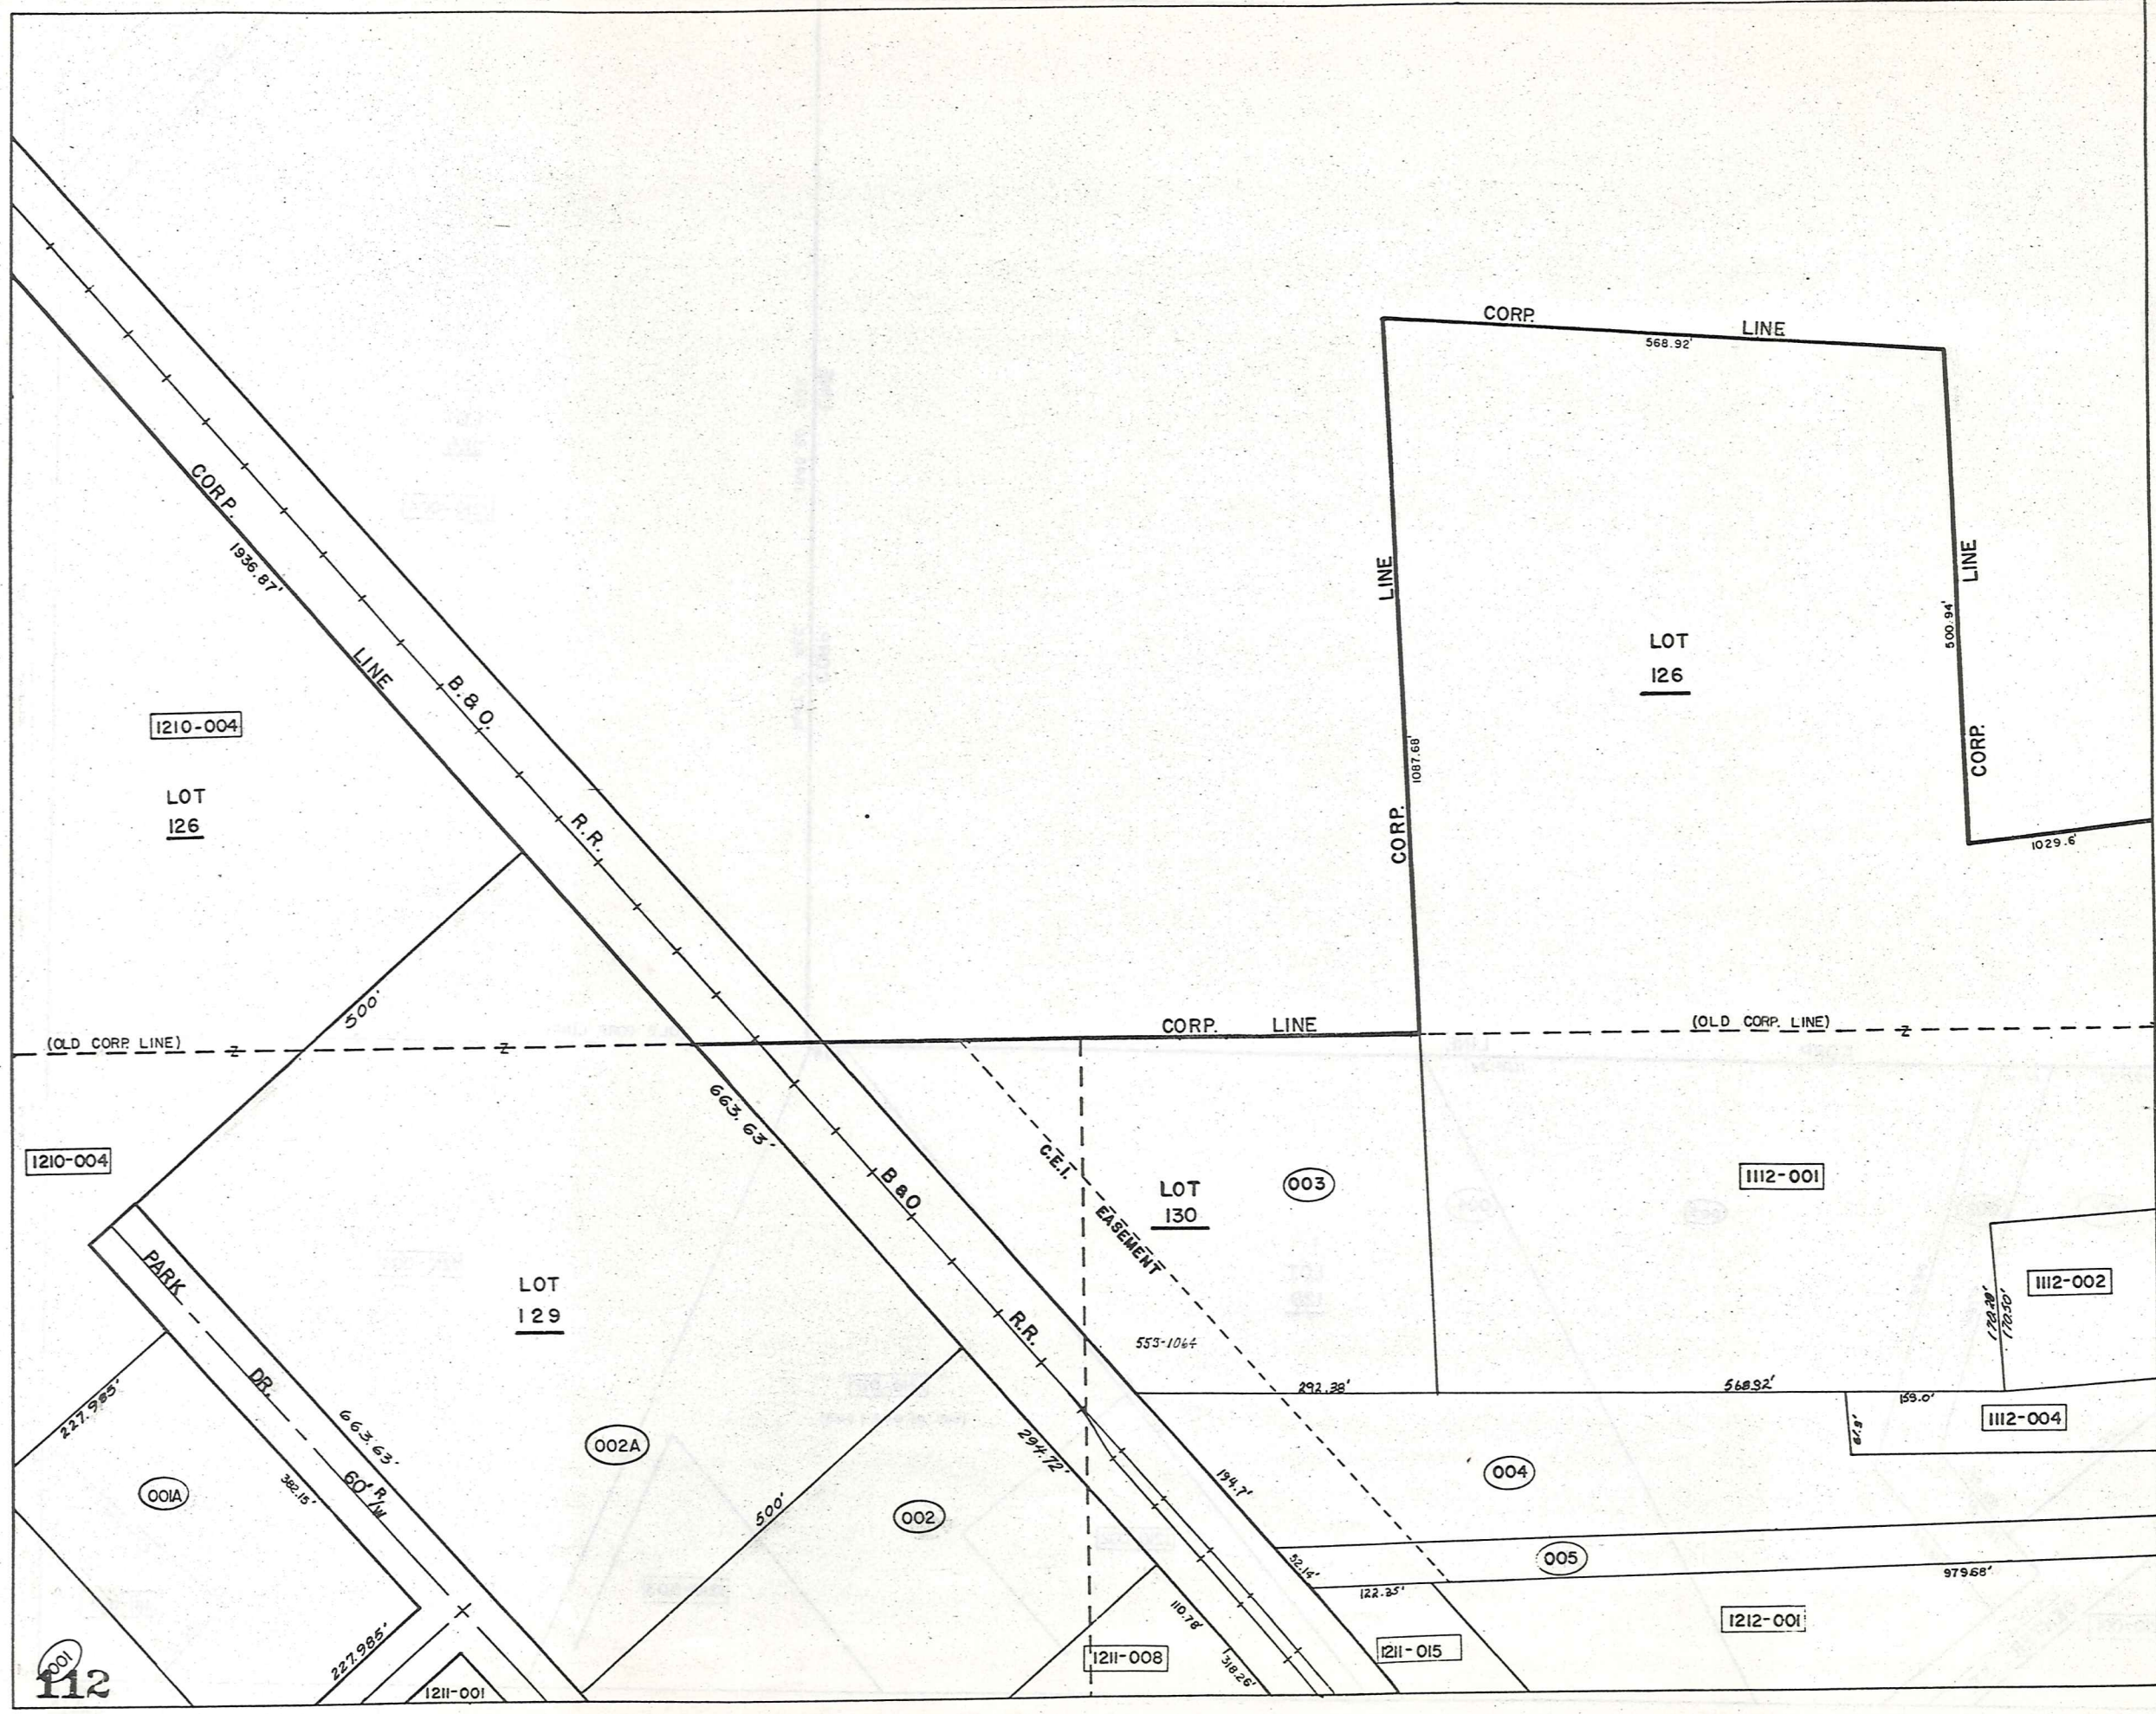 CORP. LINE
568.92'
CORP.
1936.87'
LINE
LINE
CORP.
1087.68'
LINE
CORP.
500.94'
LOT
126
1029.6'
B. & O.
R.R.
1210-004
LOT
126
500'
(OLD CORP. LINE)
CORP. LINE
(OLD CORP. LINE)
663.63'
1210-004
B & O
R.R.
C.E.I.
EASEMENT
LOT
130
003
1112-001
1112-002
170.50'
553-1064
292.38'
568.92'
159.0'
1112-004
61.9'
PARK
DR.
60' R/W
663.63'
LOT
129
227.985'
001A
382.15'
002A
500'
002
294.72'
194.7'
004
52.14'
005
122.35'
979.68'
110.78'
318.26'
1211-008
1211-015
1212-001
227.985'
1211-001
001
112